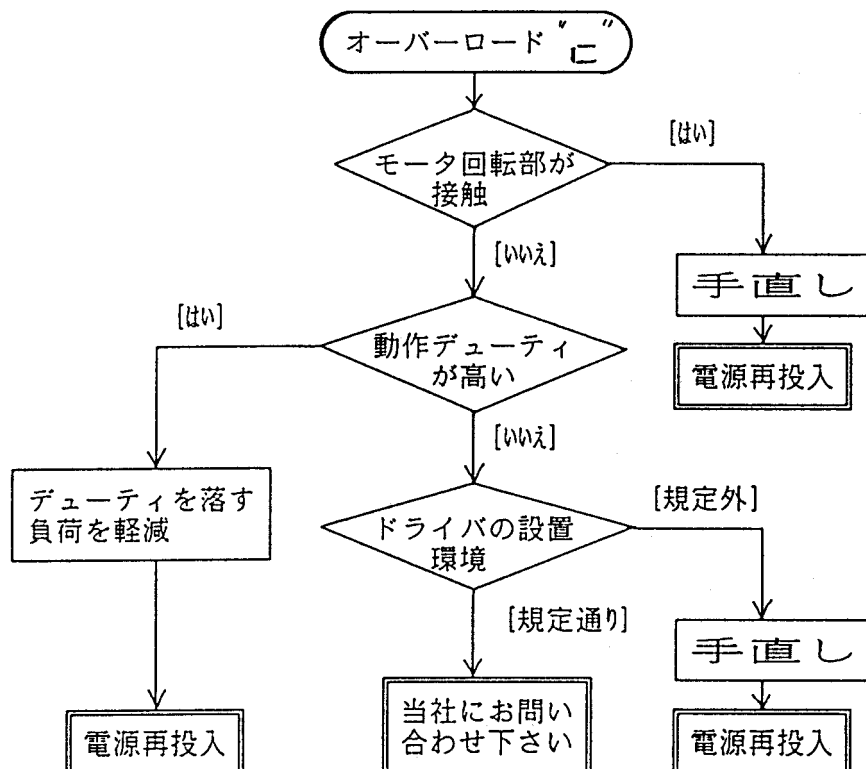 オーバーロード
モータ回転部が
接触
[はい]
[いいえ]
手直し
電源再投入
[はい]
動作デューティ
が高い
[いいえ]
デューティを落す
負荷を軽減
ドライバの設置
環境
[規定外]
[規定通り]
手直し
電源再投入
当社にお問い
合わせ下さい
電源再投入